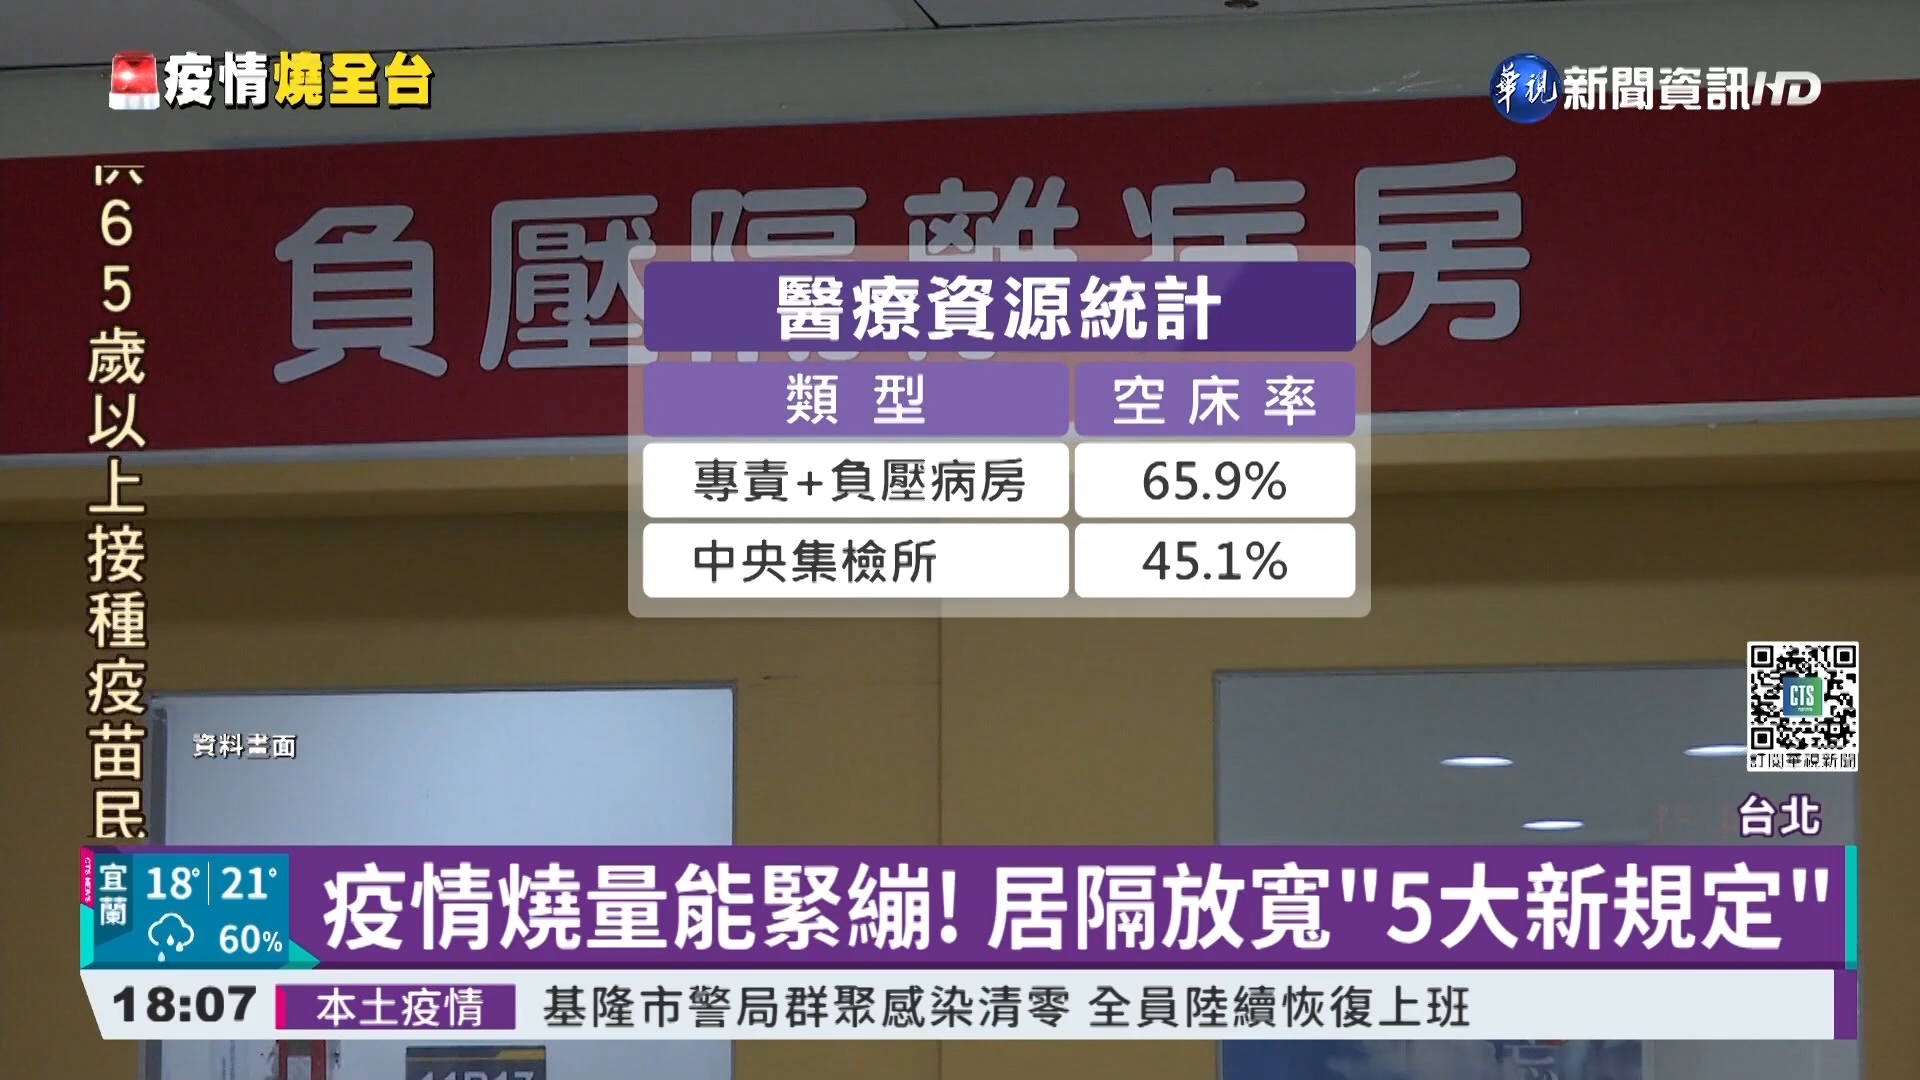 疫情燒全台
華視 新聞資訊HD
負壓隔離病房
醫療資源統計
類型 空床率
專責+負壓病房 65.9%
中央集檢所 45.1%
供65歲以上接種疫苗民
資料畫面
CTS
訂閱華視新聞
台北
宜蘭 18° 21° 60%
CTS NEWS
疫情燒量能緊繃! 居隔放寬"5大新規定"
18:07 本土疫情 基隆市警局群聚感染清零 全員陸續恢復上班